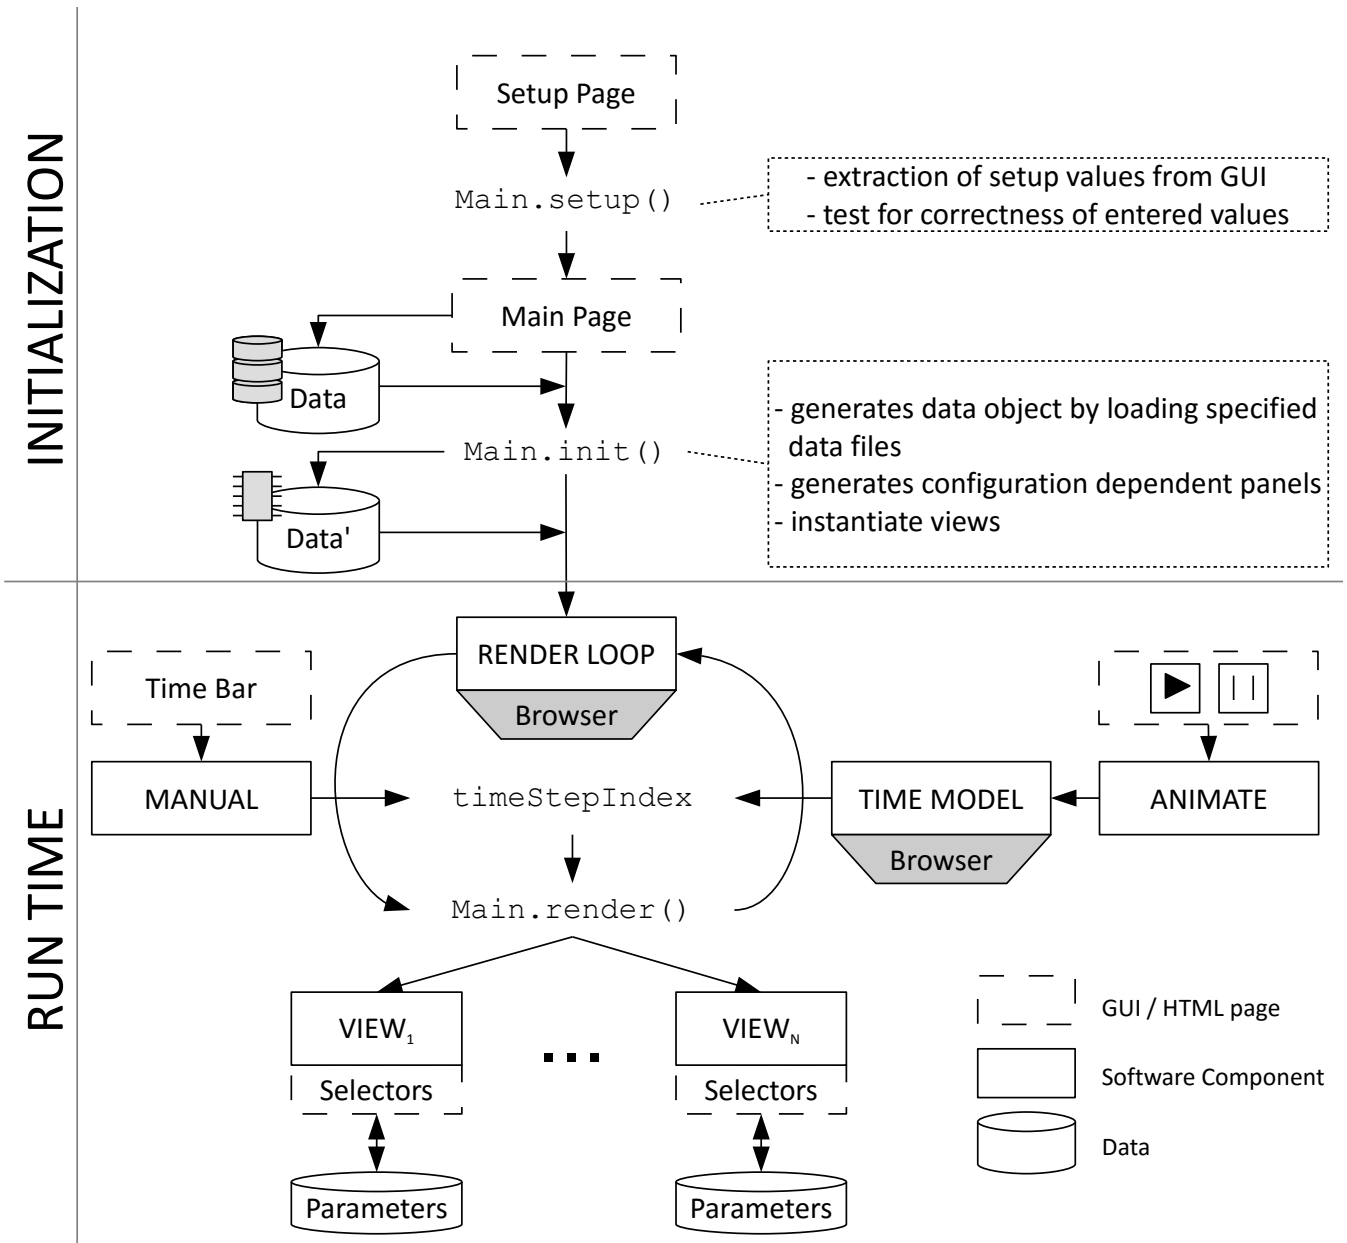 INITIALIZATION
Setup Page
Main.setup()
- extraction of setup values from GUI
- test for correctness of entered values
Main Page
Data
- generates data object by loading specified
data files
- generates configuration dependent panels
- instantiate views
Main.init()
Data'
RUN TIME
RENDER LOOP
Browser
Time Bar
MANUAL
timeStepIndex
TIME MODEL
Browser
ANIMATE
Main.render()
VIEW1
Selectors
Parameters
...
VIEWN
Selectors
Parameters
GUI / HTML page
Software Component
Data